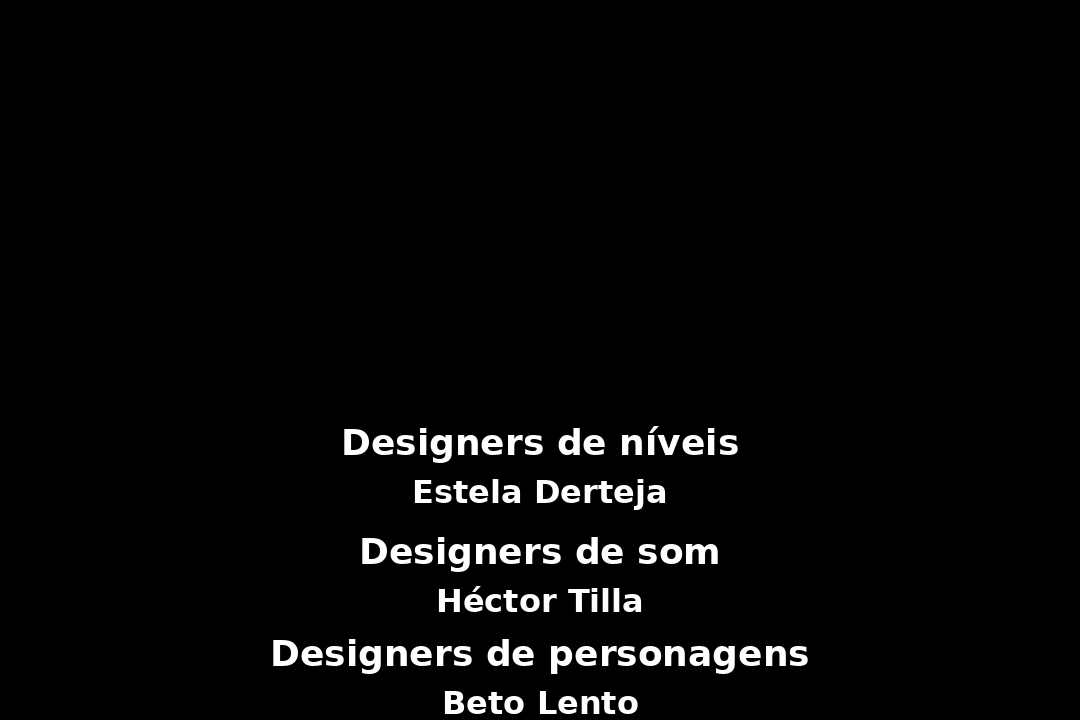 Designers de níveis
Estela Derteja
Designers de som
Héctor Tilla
Designers de personagens
Beto Lento